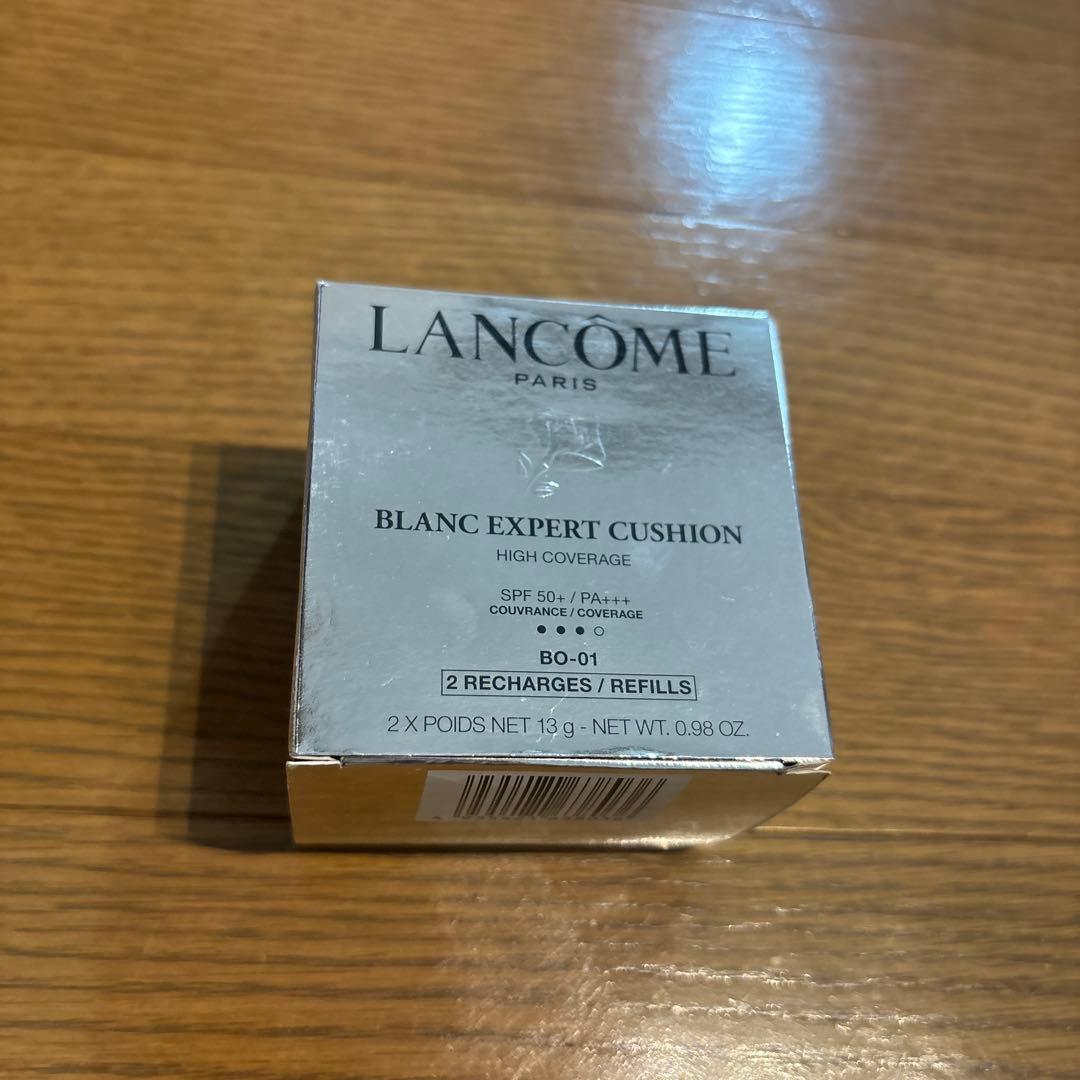 LANCÔME
PARIS
BLANC EXPERT CUSHION
HIGH COVERAGE
SPF 50+ / PA+++
COUVRANCE / COVERAGE
BO-01
2 RECHARGES / REFILLS
2 X POIDS NET 13 g - NET WT. 0.98 OZ.